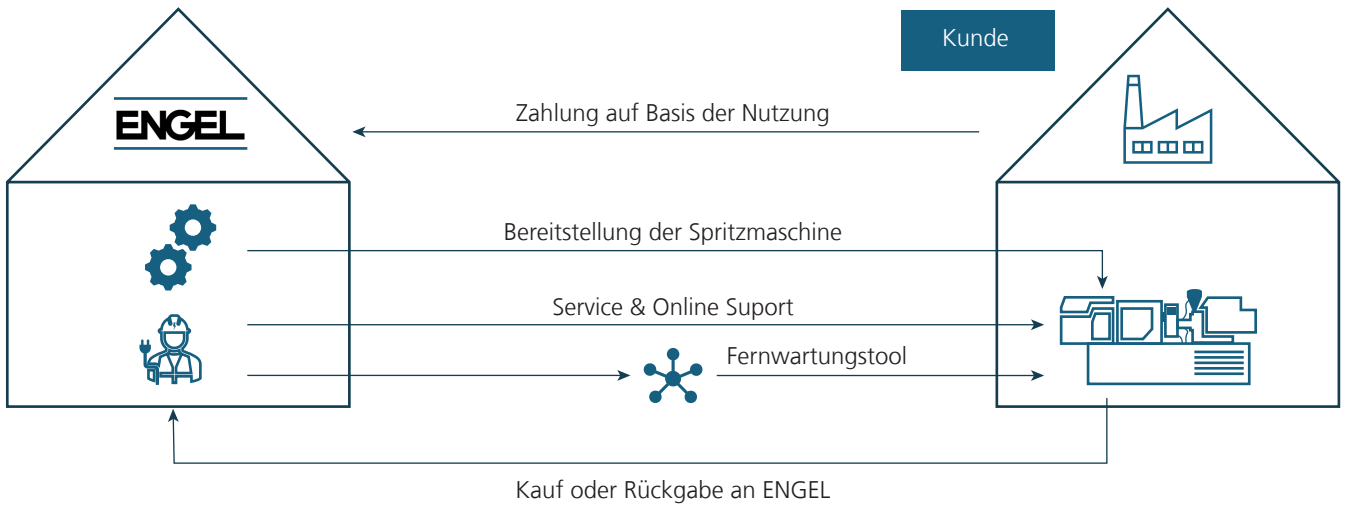 Kunde
Zahlung auf Basis der Nutzung
ENGEL
Bereitstellung der Spritzmaschine
Service & Online Suport
Fernwartungstool
Kauf oder Rückgabe an ENGEL